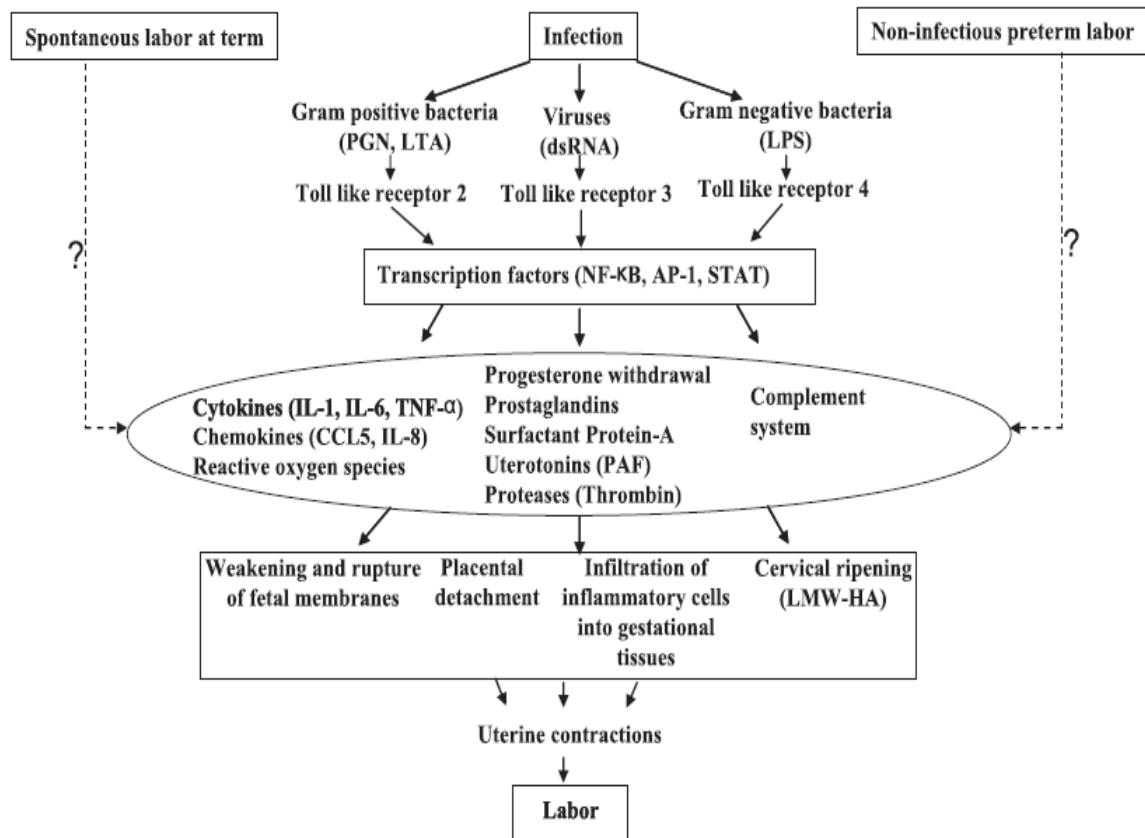 Spontaneous labor at term
Infection
Non-infectious preterm labor
Gram positive bacteria
(PGN, LTA)
Viruses
(dsRNA)
Gram negative bacteria
(LPS)
Toll like receptor 2
Toll like receptor 3
Toll like receptor 4
?
?
Transcription factors (NF-κB, AP-1, STAT)
Cytokines (IL-1, IL-6, TNF-α)
Chemokines (CCL5, IL-8)
Reactive oxygen species
Progesterone withdrawal
Prostaglandins
Surfactant Protein-A
Uterotonins (PAF)
Proteases (Thrombin)
Complement
system
Weakening and rupture
of fetal membranes
Placental
detachment
Infiltration of
inflammatory cells
into gestational
tissues
Cervical ripening
(LMW-HA)
Uterine contractions
Labor